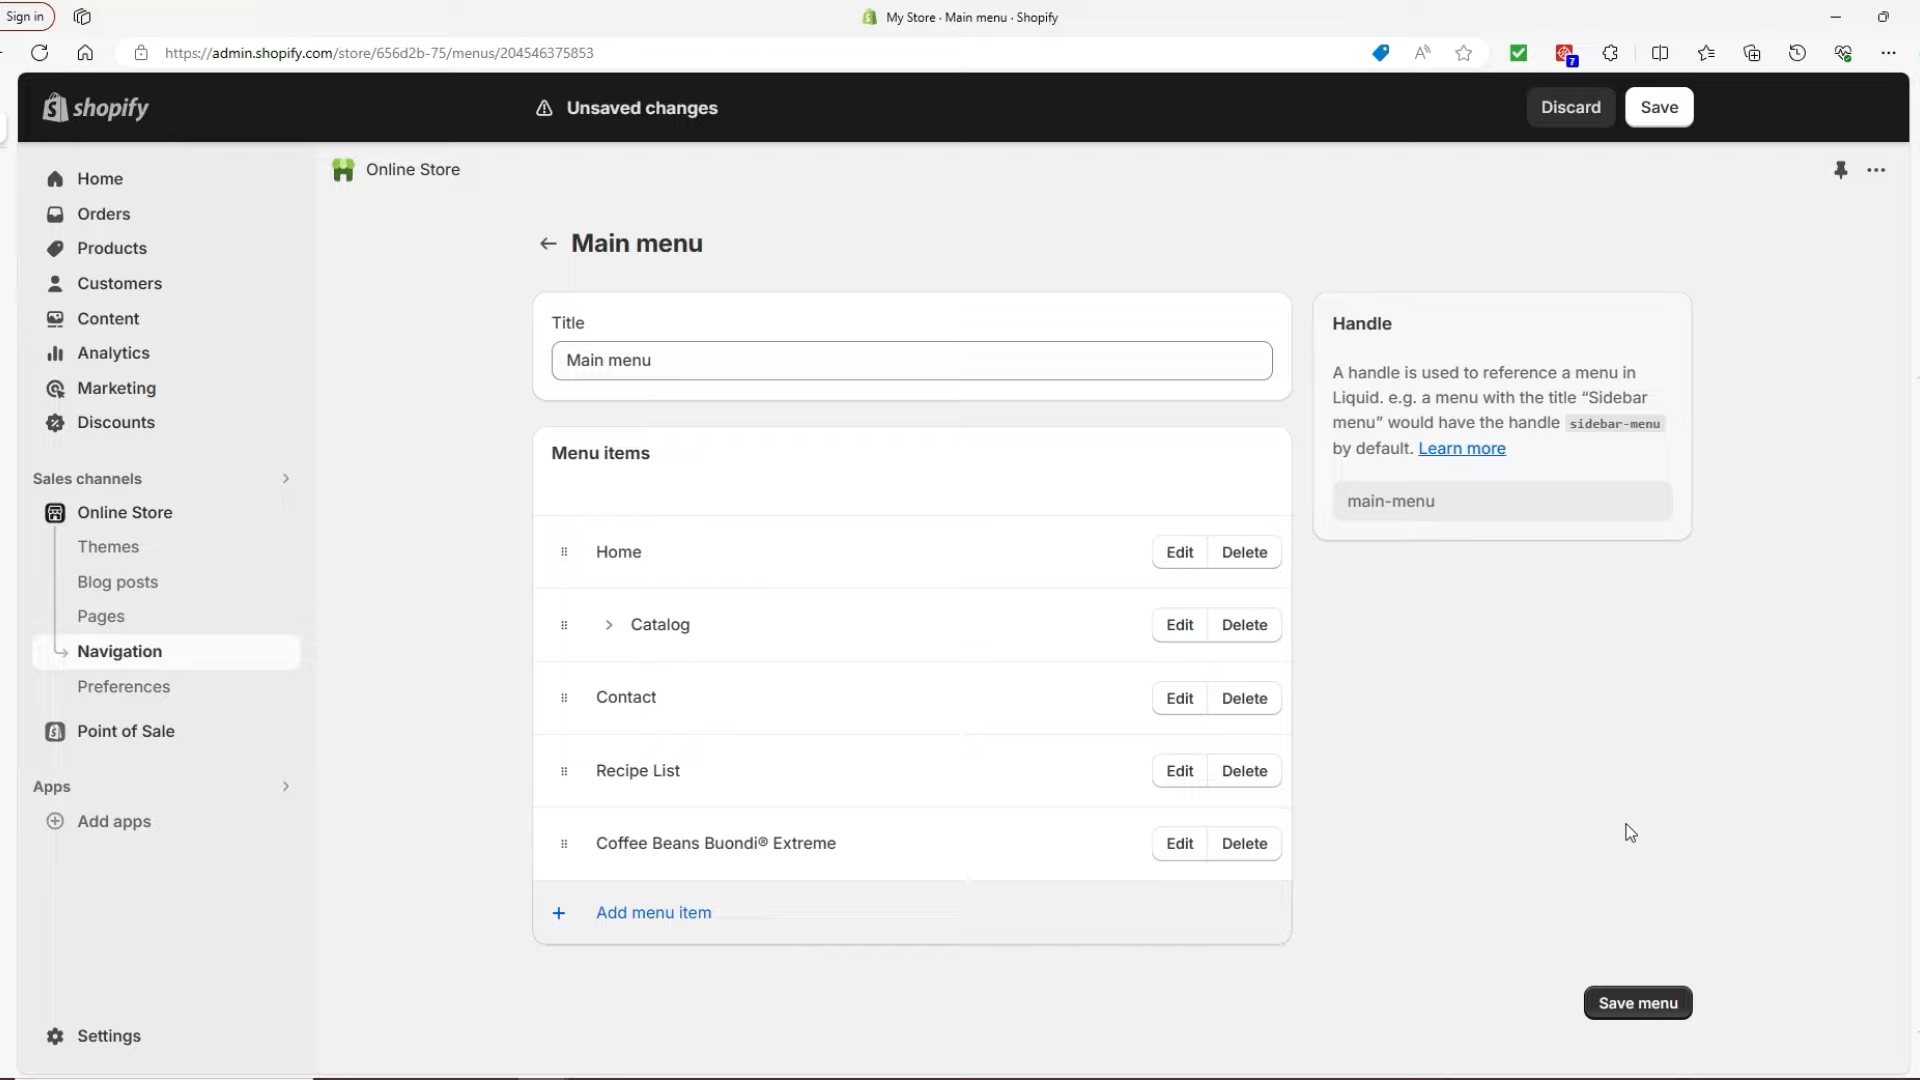 Sign in
My Store · Main menu · Shopify
https://admin.shopify.com/store/656d2b-75/menus/204546375853
7
shopify
Unsaved changes
Discard
Save
Home
Orders
Products
Customers
Content
Analytics
Marketing
Discounts
Sales channels
Online Store
Themes
Blog posts
Pages
Navigation
Preferences
Point of Sale
Apps
Add apps
Settings
Online Store
Main menu
Title
Main menu
Menu items
Home
Edit
Delete
Catalog
Edit
Delete
Contact
Edit
Delete
Recipe List
Edit
Delete
Coffee Beans Buondi® Extreme
Edit
Delete
Add menu item
Handle
A handle is used to reference a menu in
Liquid. e.g. a menu with the title “Sidebar
menu” would have the handle sidebar-menu
by default. Learn more
main-menu
Save menu